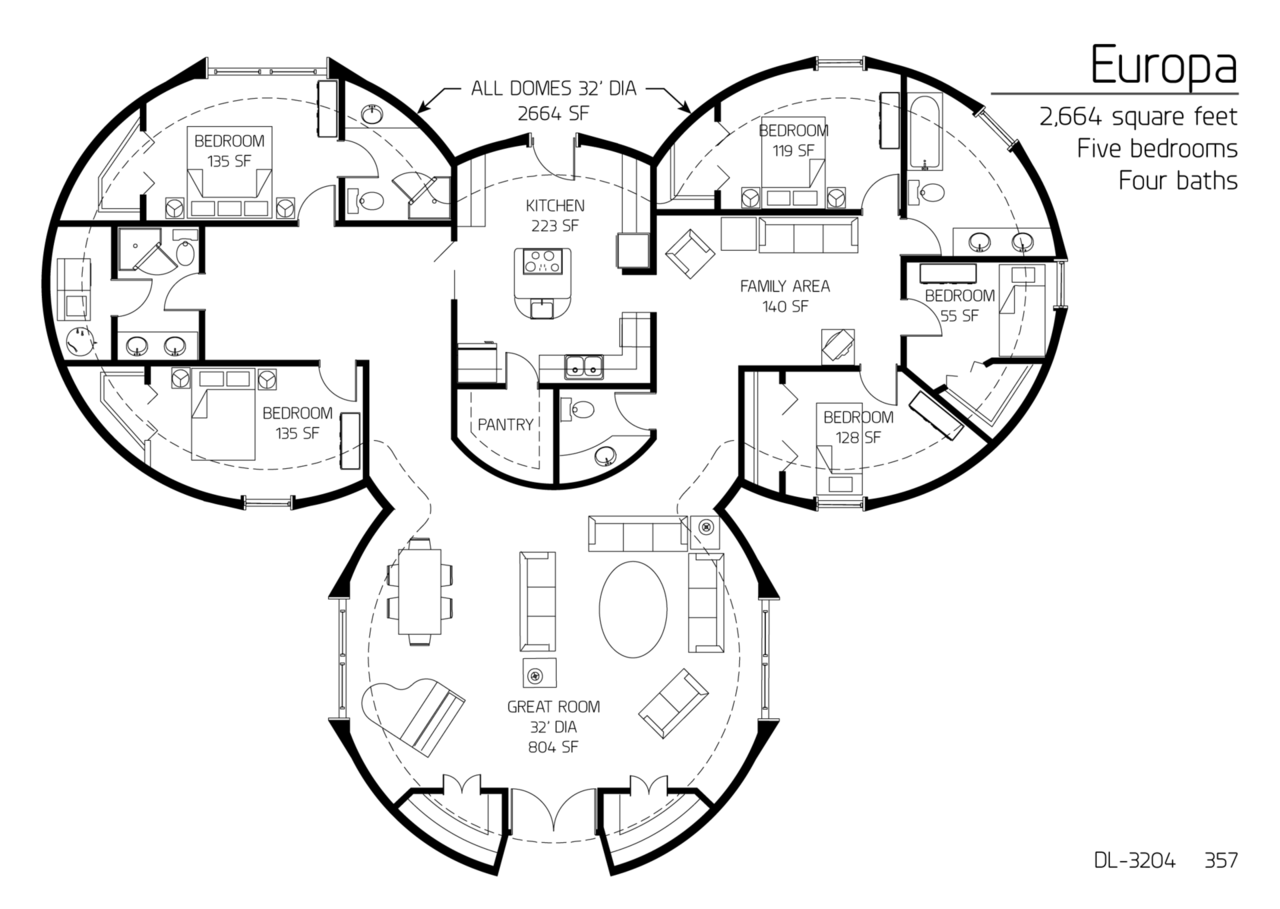 Europa
2,664 square feet
Five bedrooms
Four baths
ALL DOMES 32' DIA
2664 SF
BEDROOM
135 SF
BEDROOM
119 SF
KITCHEN
223 SF
FAMILY AREA
140 SF
BEDROOM
55 SF
BEDROOM
135 SF
PANTRY
BEDROOM
128 SF
GREAT ROOM
32' DIA
804 SF
DL-3204 357